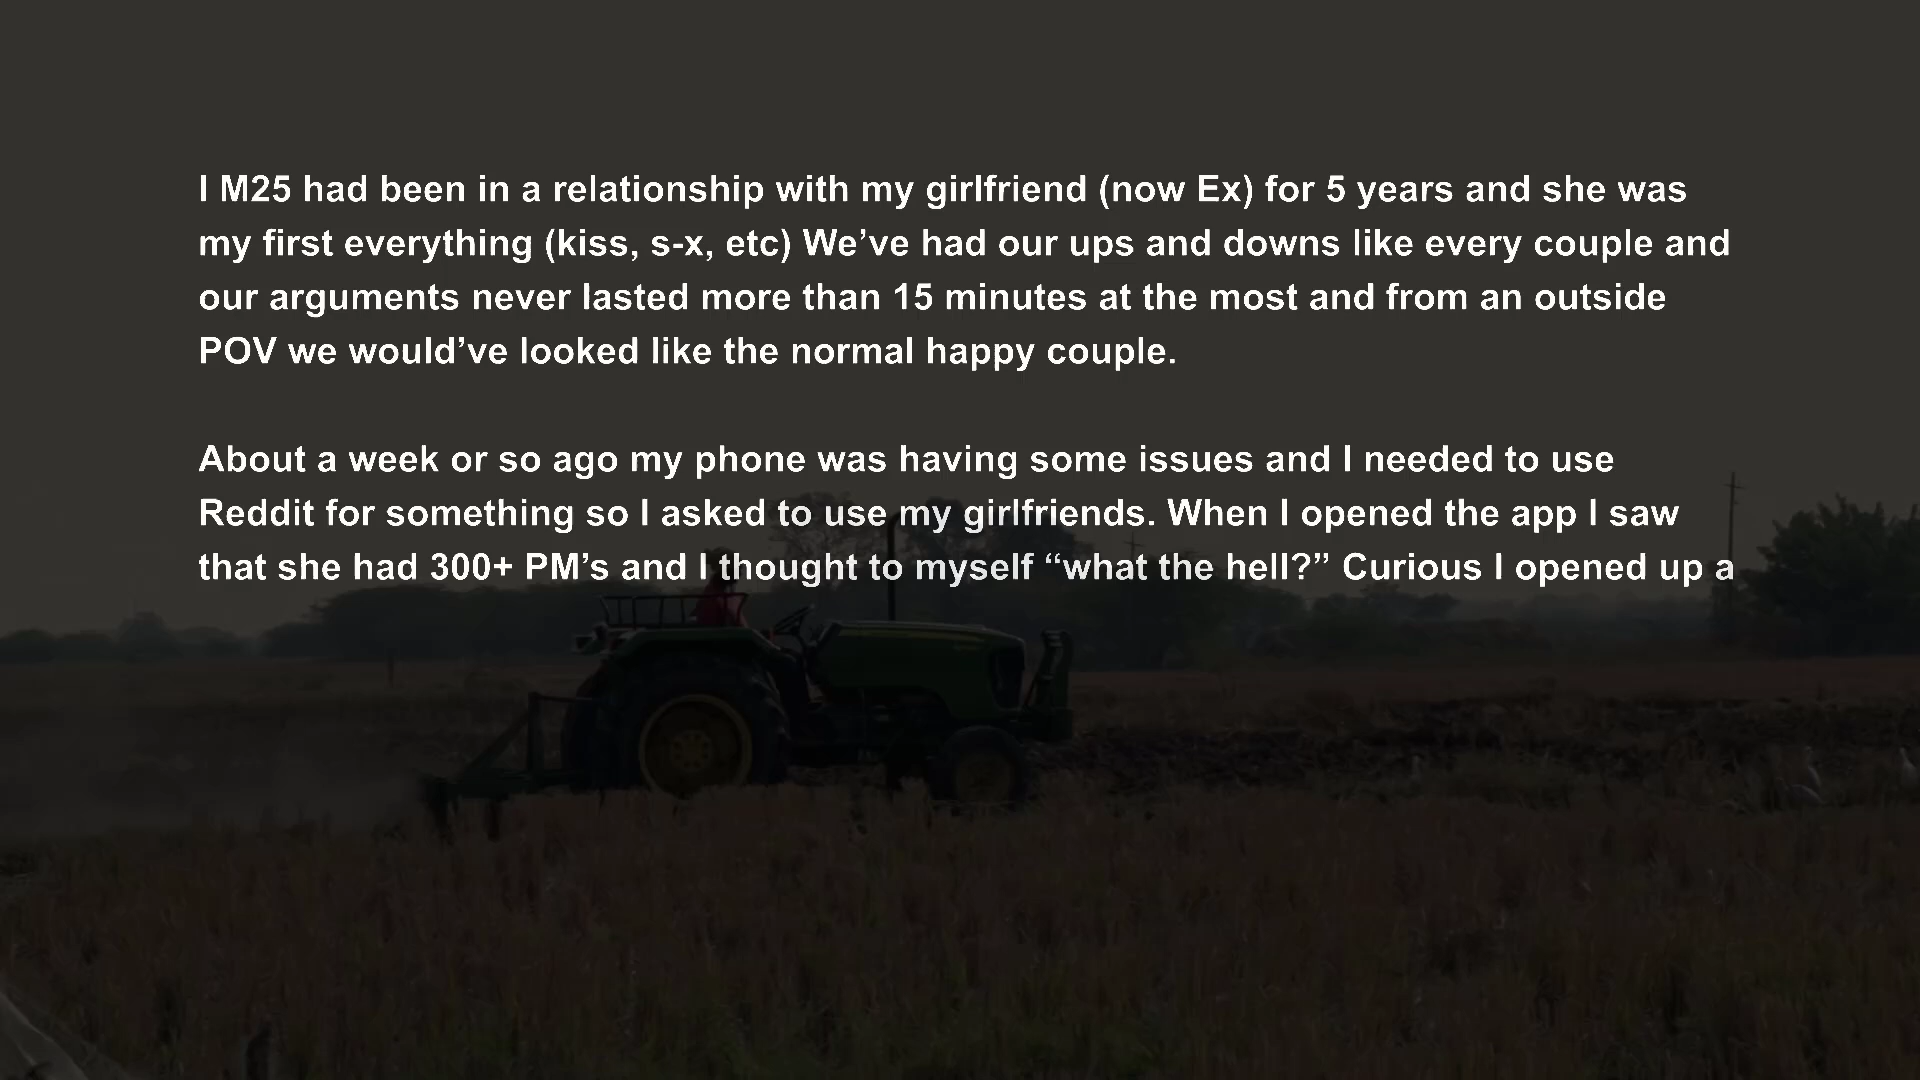 I M25 had been in a relationship with my girlfriend (now Ex) for 5 years and she was
my first everything (kiss, s-x, etc) We’ve had our ups and downs like every couple and
our arguments never lasted more than 15 minutes at the most and from an outside
POV we would’ve looked like the normal happy couple.
About a week or so ago my phone was having some issues and I needed to use
Reddit for something so I asked to use my girlfriends. When I opened the app I saw
that she had 300+ PM’s and I thought to myself “what the hell?” Curious I opened up a